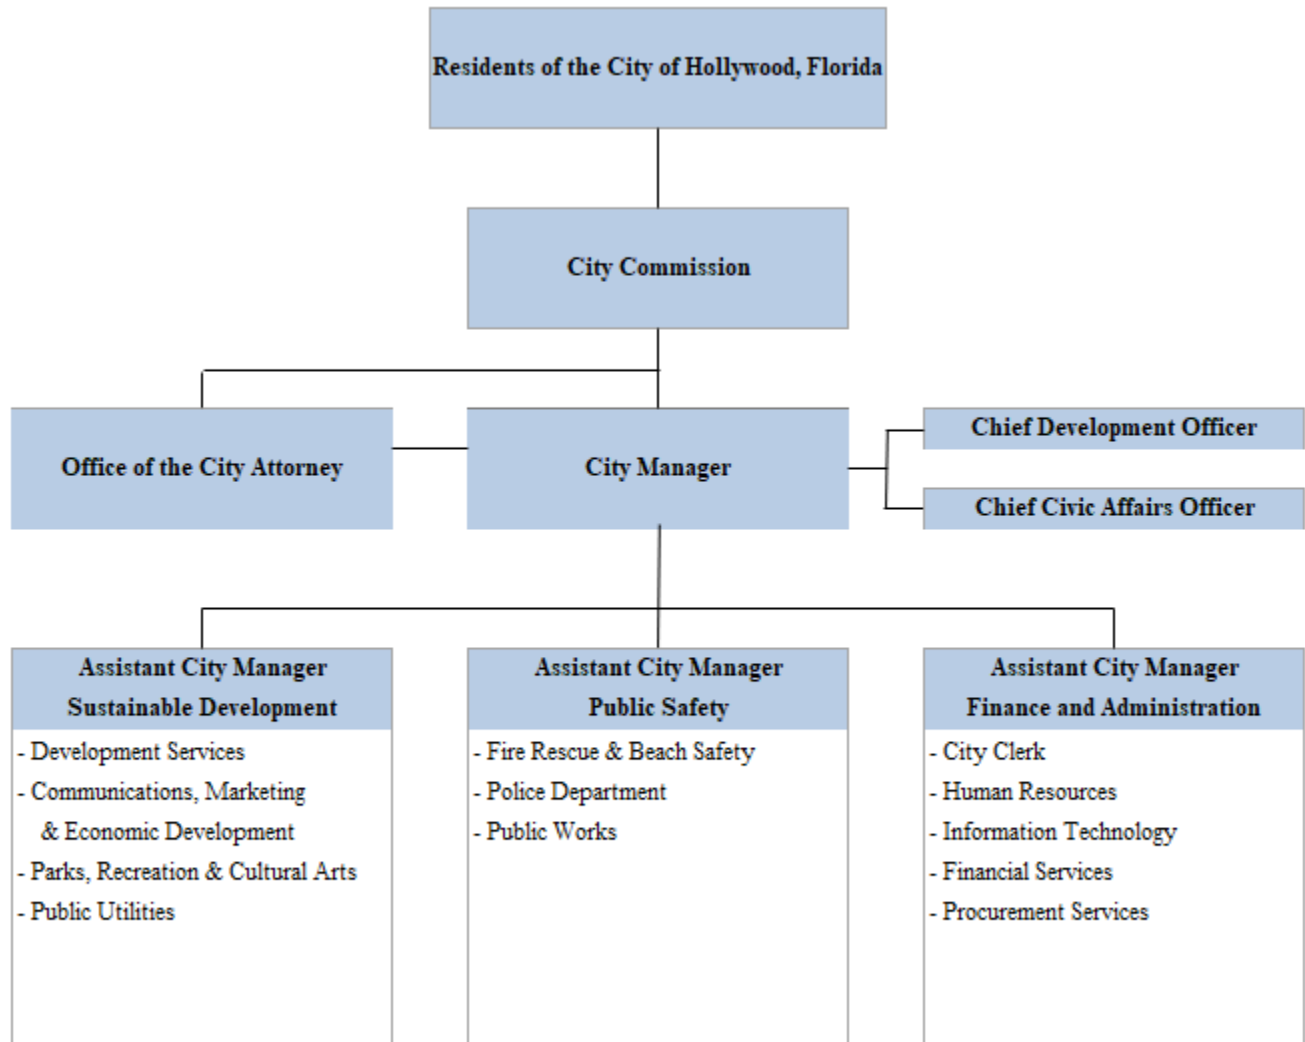 Residents of the City of Hollywood, Florida
City Commission
Office of the City Attorney
City Manager
Chief Development Officer
Chief Civic Affairs Officer
Assistant City Manager
Sustainable Development
- Development Services
- Communications, Marketing
& Economic Development
- Parks, Recreation & Cultural Arts
- Public Utilities
Assistant City Manager
Public Safety
- Fire Rescue & Beach Safety
- Police Department
- Public Works
Assistant City Manager
Finance and Administration
- City Clerk
- Human Resources
- Information Technology
- Financial Services
- Procurement Services